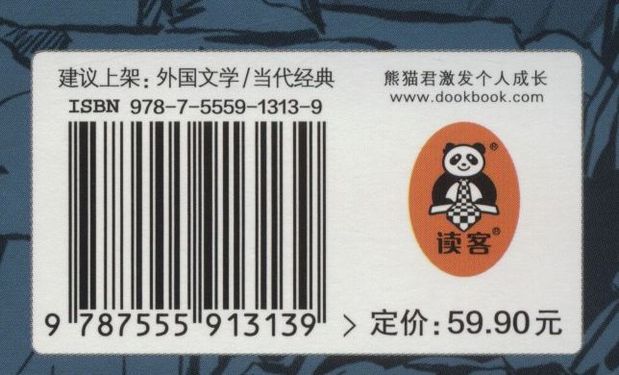 建议上架：外国文学/当代经典
ISBN 978-7-5559-1313-9
9 787555 913139 >
熊猫君激发个人成长
www.dookbook.com
®
读客®
定价：59.90元